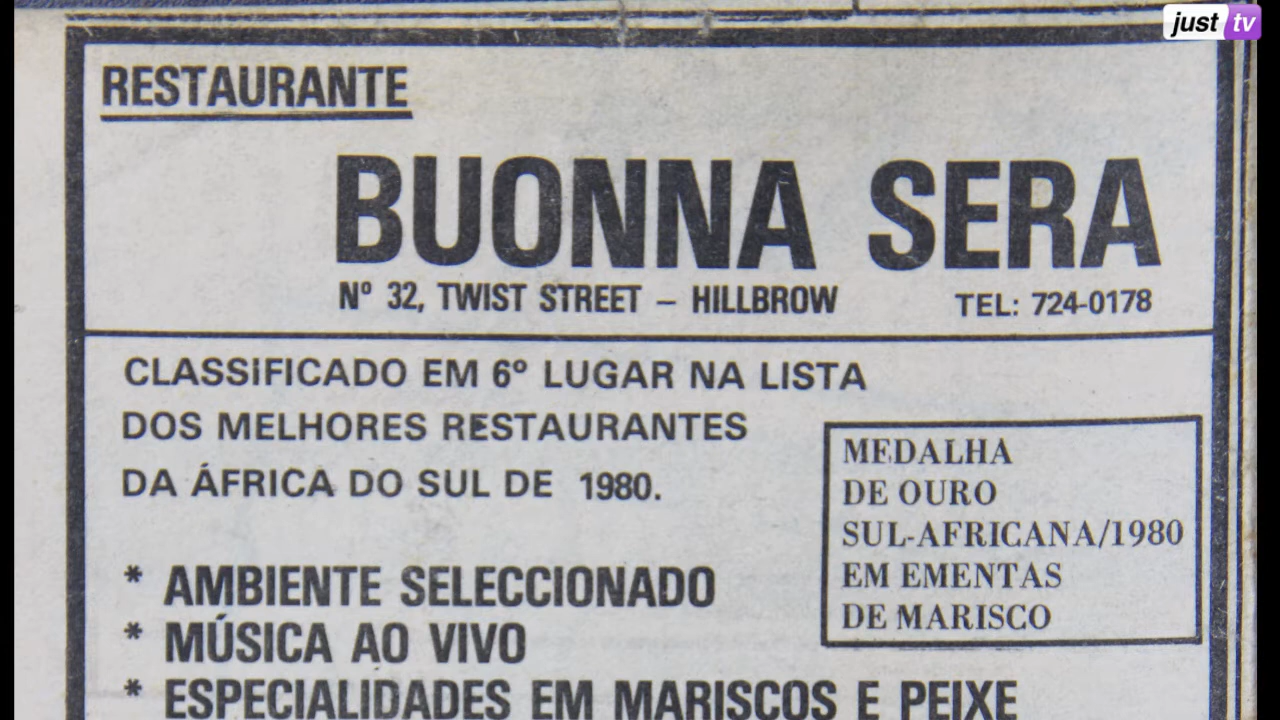 just tv
RESTAURANTE
BUONNA SERA
Nº 32, TWIST STREET – HILLBROW TEL: 724-0178
CLASSIFICADO EM 6º LUGAR NA LISTA
DOS MELHORES RESTAURANTES
DA ÁFRICA DO SUL DE 1980.
MEDALHA
DE OURO
SUL-AFRICANA/1980
EM EMENTAS
DE MARISCO
* AMBIENTE SELECCIONADO
* MÚSICA AO VIVO
* ESPECIALIDADES EM MARISCOS E PEIXE